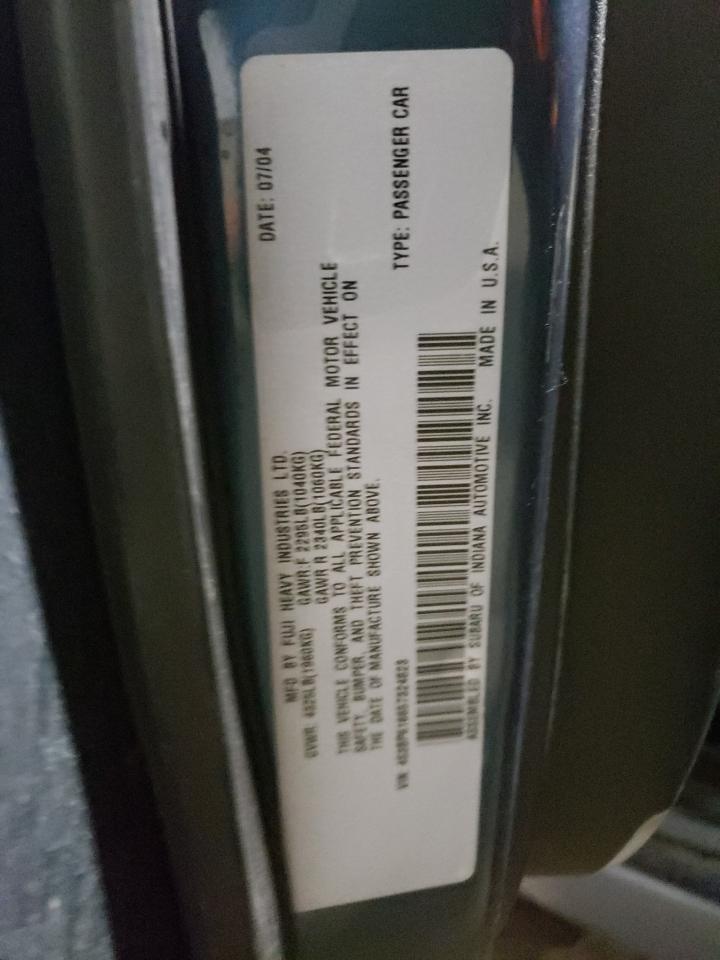 MFD BY FUJI HEAVY INDUSTRIES LTD. DATE: 07/04
GVWR GAWR F 2295LB(1040KG)
GAWR R 2340LB(1060KG)
THIS VEHICLE CONFORMS TO ALL APPLICABLE FEDERAL MOTOR VEHICLE
SAFETY, BUMPER, AND THEFT PREVENTION STANDARDS IN EFFECT ON
THE DATE OF MANUFACTURE SHOWN ABOVE.
VIN TYPE: PASSENGER CAR
ASSEMBLED BY SUBARU OF INDIANA AUTOMOTIVE INC. MADE IN U.S.A.